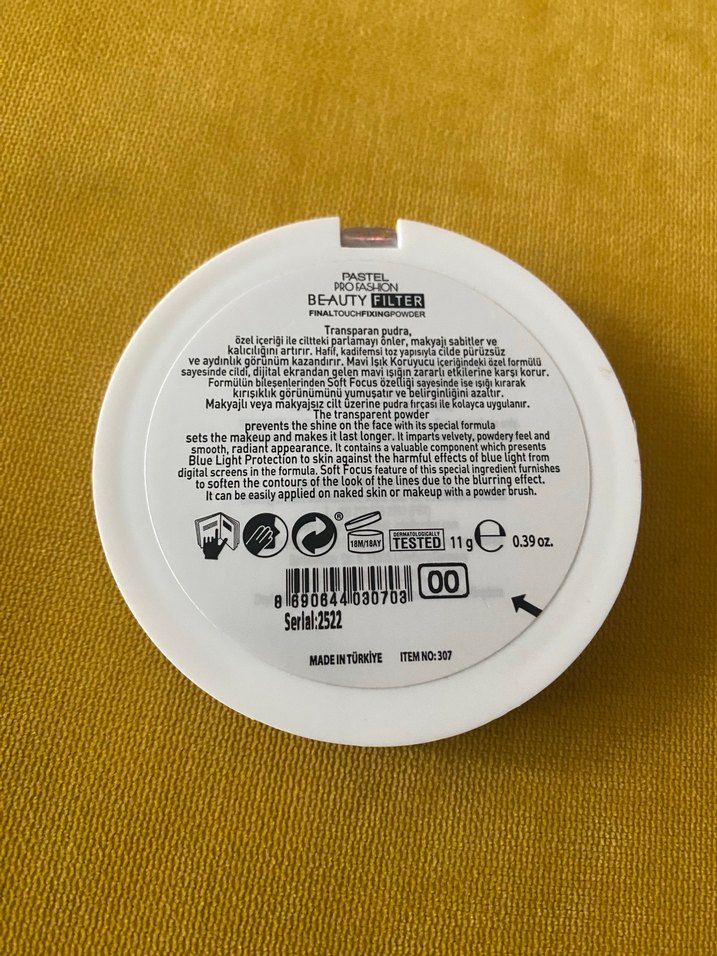 PASTEL
PROFASHION
BEAUTY FILTER
FINALTOUCHFIXINGPOWDER
Transparan pudra,
özel içeriği ile ciltteki parlamayı önler, makyajı sabitler ve
kalıcılığını artırır. Hafif, kadifemsi toz yapısıyla cilde pürüzsüz
ve aydınlık görünüm kazandırır. Mavi Işık Koruyucu içeriğindeki özel formülü
sayesinde cildi, dijital ekrandan gelen mavi ışığın zararlı etkilerine karşı korur.
Formülün bileşenlerinden Soft Focus özelliği sayesinde ise ışığı kırarak
kırışıklık görünümünü yumuşatır ve belirginliğini azaltır.
Makyajlı veya makyajsız cilt üzerine pudra fırçası ile kolayca uygulanır.
The transparent powder
prevents the shine on the face with its special formula
sets the makeup and makes it last longer. It imparts velvety, powdery feel and
smooth, radiant appearance. It contains a valuable component which presents
Blue Light Protection to skin against the harmful effects of blue light from
digital screens in the formula. Soft Focus feature of this special ingredient furnishes
to soften the contours of the look of the lines due to the blurring effect.
It can be easily applied on naked skin or makeup with a powder brush.
® 18M/18AY DERMATOLOGICALLY TESTED 11 g e 0.39 oz.
8 690644 030703 00
Serial:2522
MADE IN TÜRKİYE ITEM NO: 307